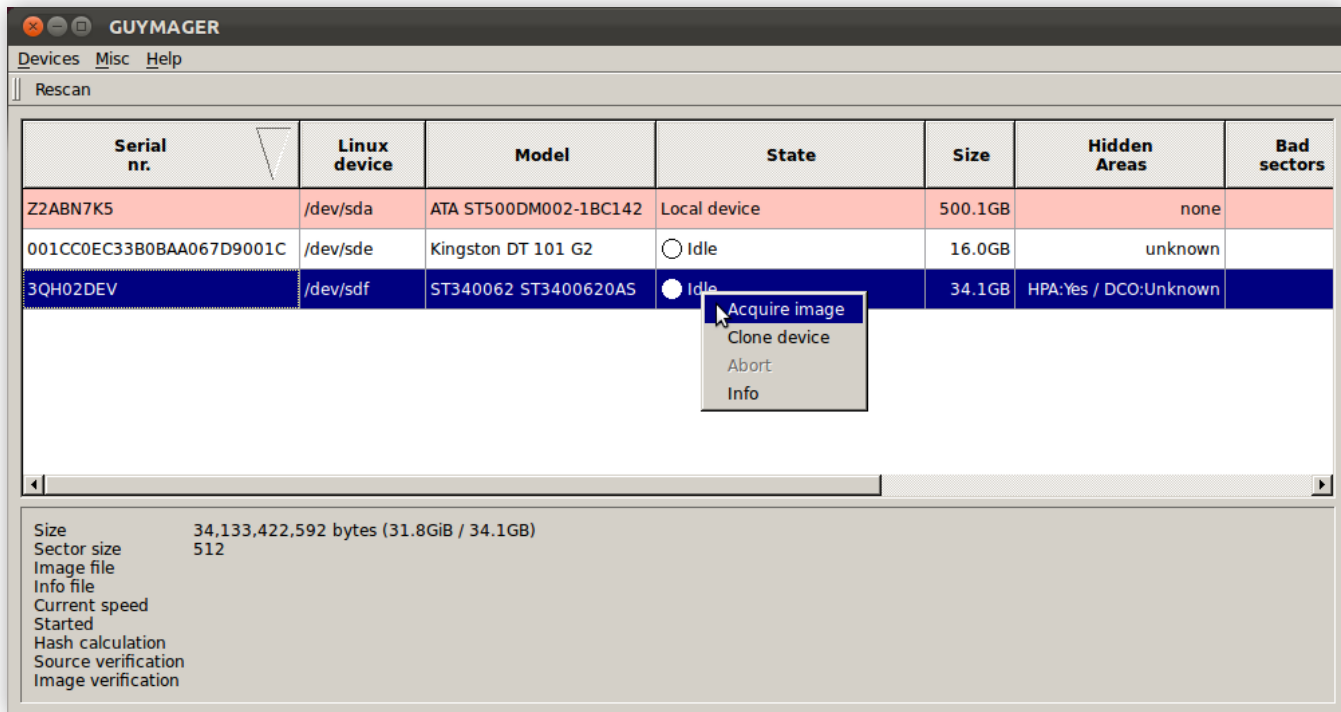 GUYMAGER
Devices Misc Help
Rescan
Serial nr. Linux device Model State Size Hidden Areas Bad sectors
Z2ABN7K5 /dev/sda ATA ST500DM002-1BC142 Local device 500.1GB none
001CC0EC33B0BAA067D9001C /dev/sde Kingston DT 101 G2 Idle 16.0GB unknown
3QH02DEV /dev/sdf ST340062 ST3400620AS Idle 34.1GB HPA:Yes / DCO:Unknown
Acquire image
Clone device
Abort
Info
Size 34,133,422,592 bytes (31.8GiB / 34.1GB)
Sector size 512
Image file
Info file
Current speed
Started
Hash calculation
Source verification
Image verification